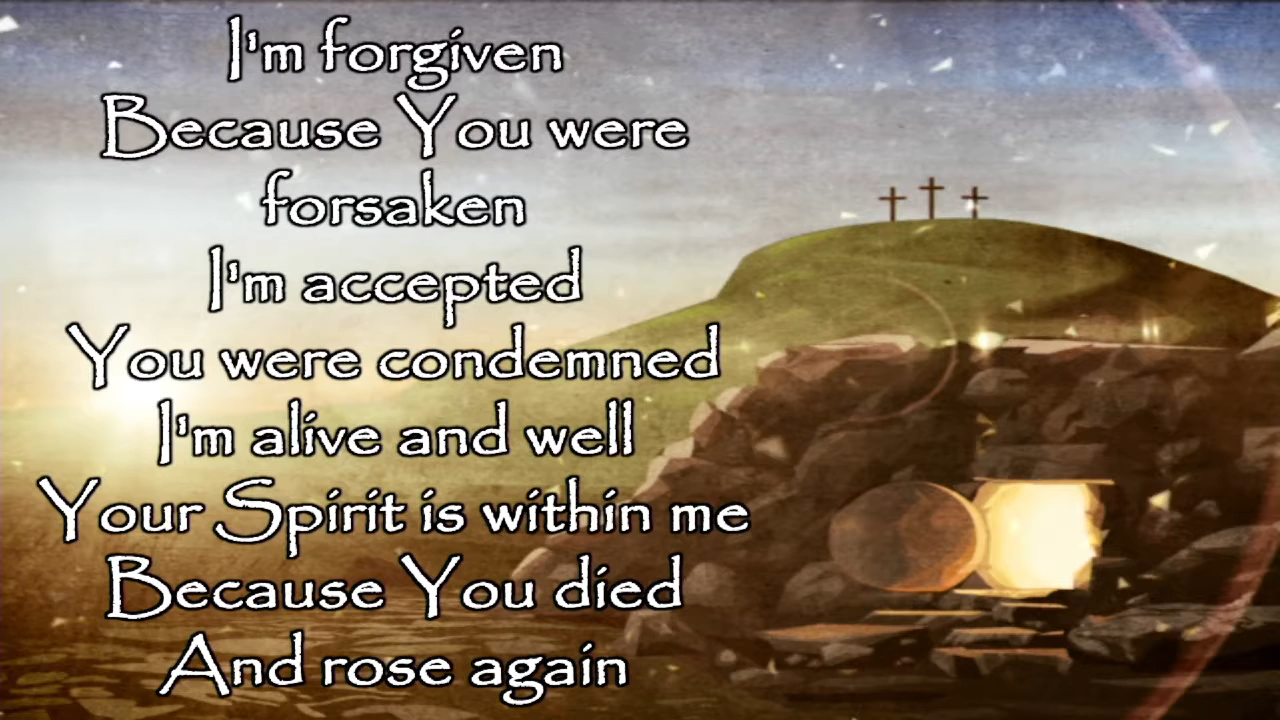 I'm forgiven
Because You were
forsaken
I'm accepted
You were condemned
I'm alive and well
Your Spirit is within me
Because You died
And rose again